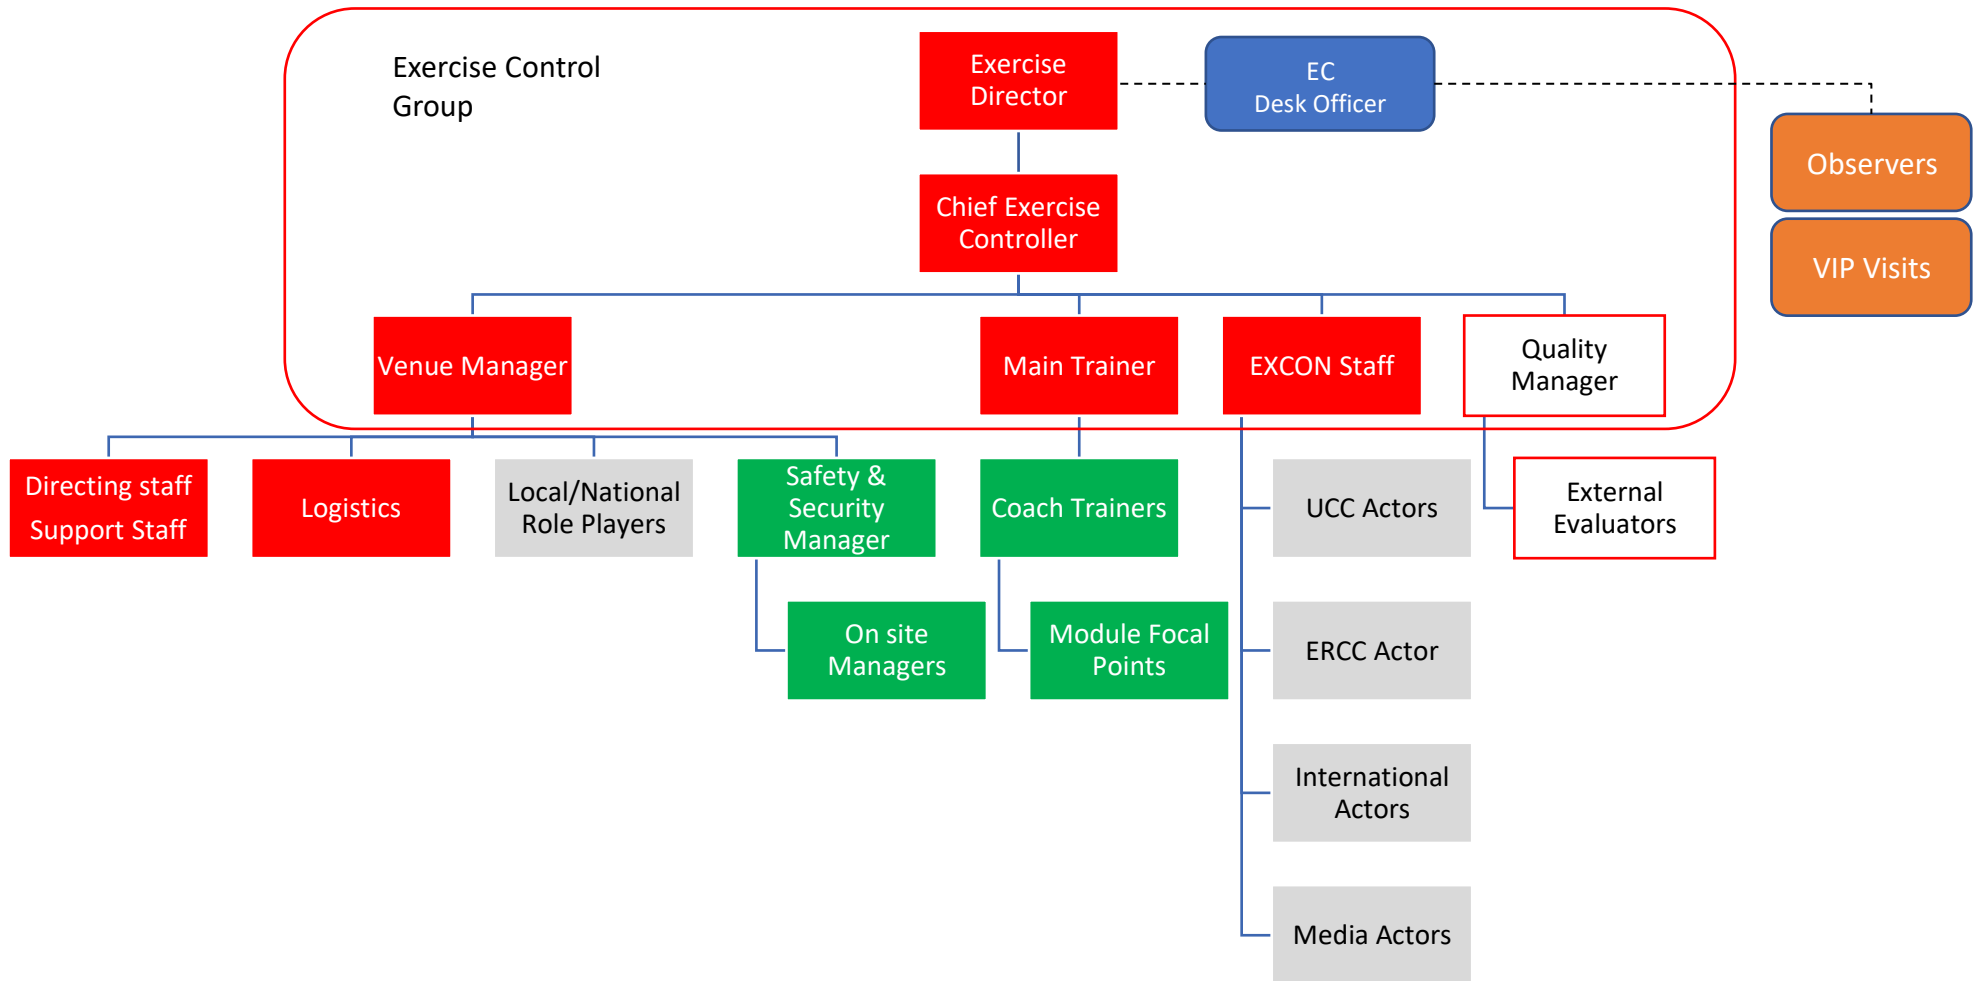 Exercise Control
Group
Exercise
Director
EC
Desk Officer
Observers
VIP Visits
Chief Exercise
Controller
Venue Manager
Main Trainer
EXCON Staff
Quality
Manager
Directing staff
Support Staff
Logistics
Local/National
Role Players
Safety &
Security
Manager
Coach Trainers
UCC Actors
External
Evaluators
On site
Managers
Module Focal
Points
ERCC Actor
International
Actors
Media Actors